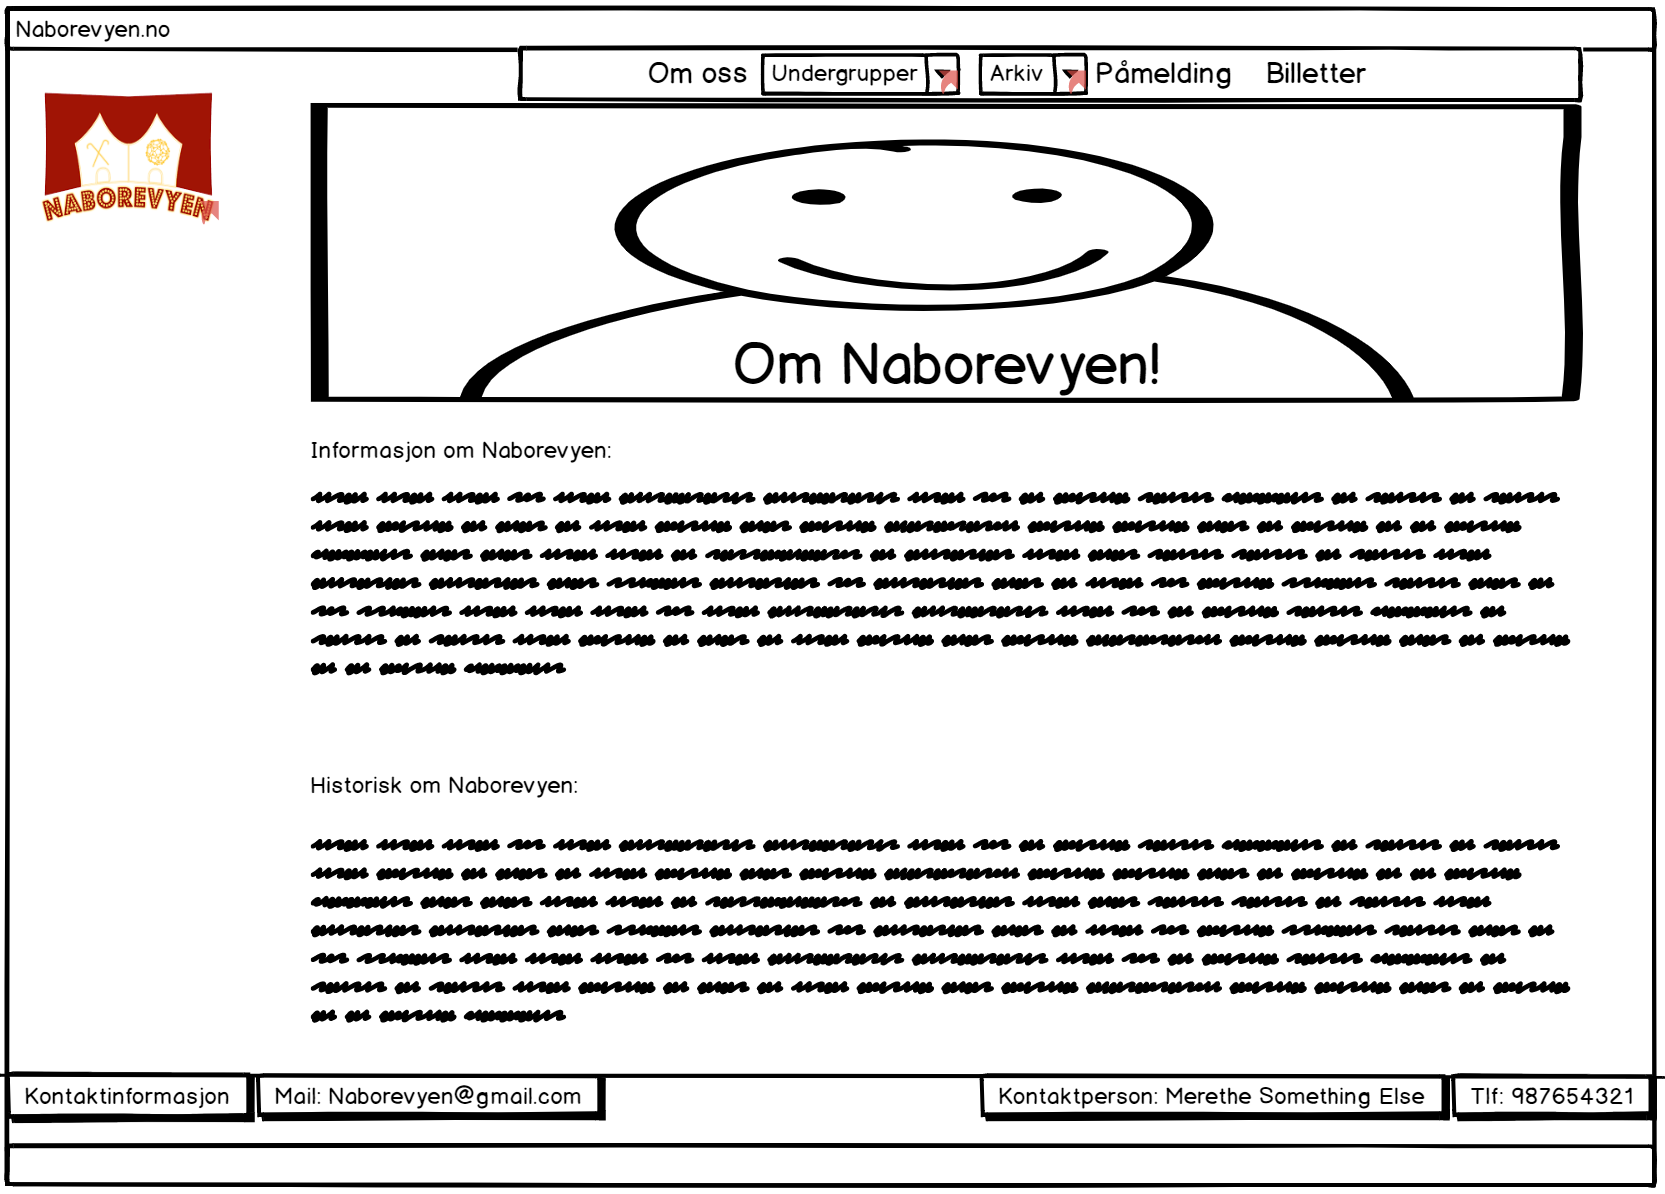 Naborevyen.no
Om oss Undergrupper Arkiv Påmelding Billetter
NABOREVYEN
Om Naborevyen!
Informasjon om Naborevyen:
Historisk om Naborevyen:
Kontaktinformasjon Mail: Naborevyen@gmail.com Kontaktperson: Merethe Something Else Tlf: 987654321